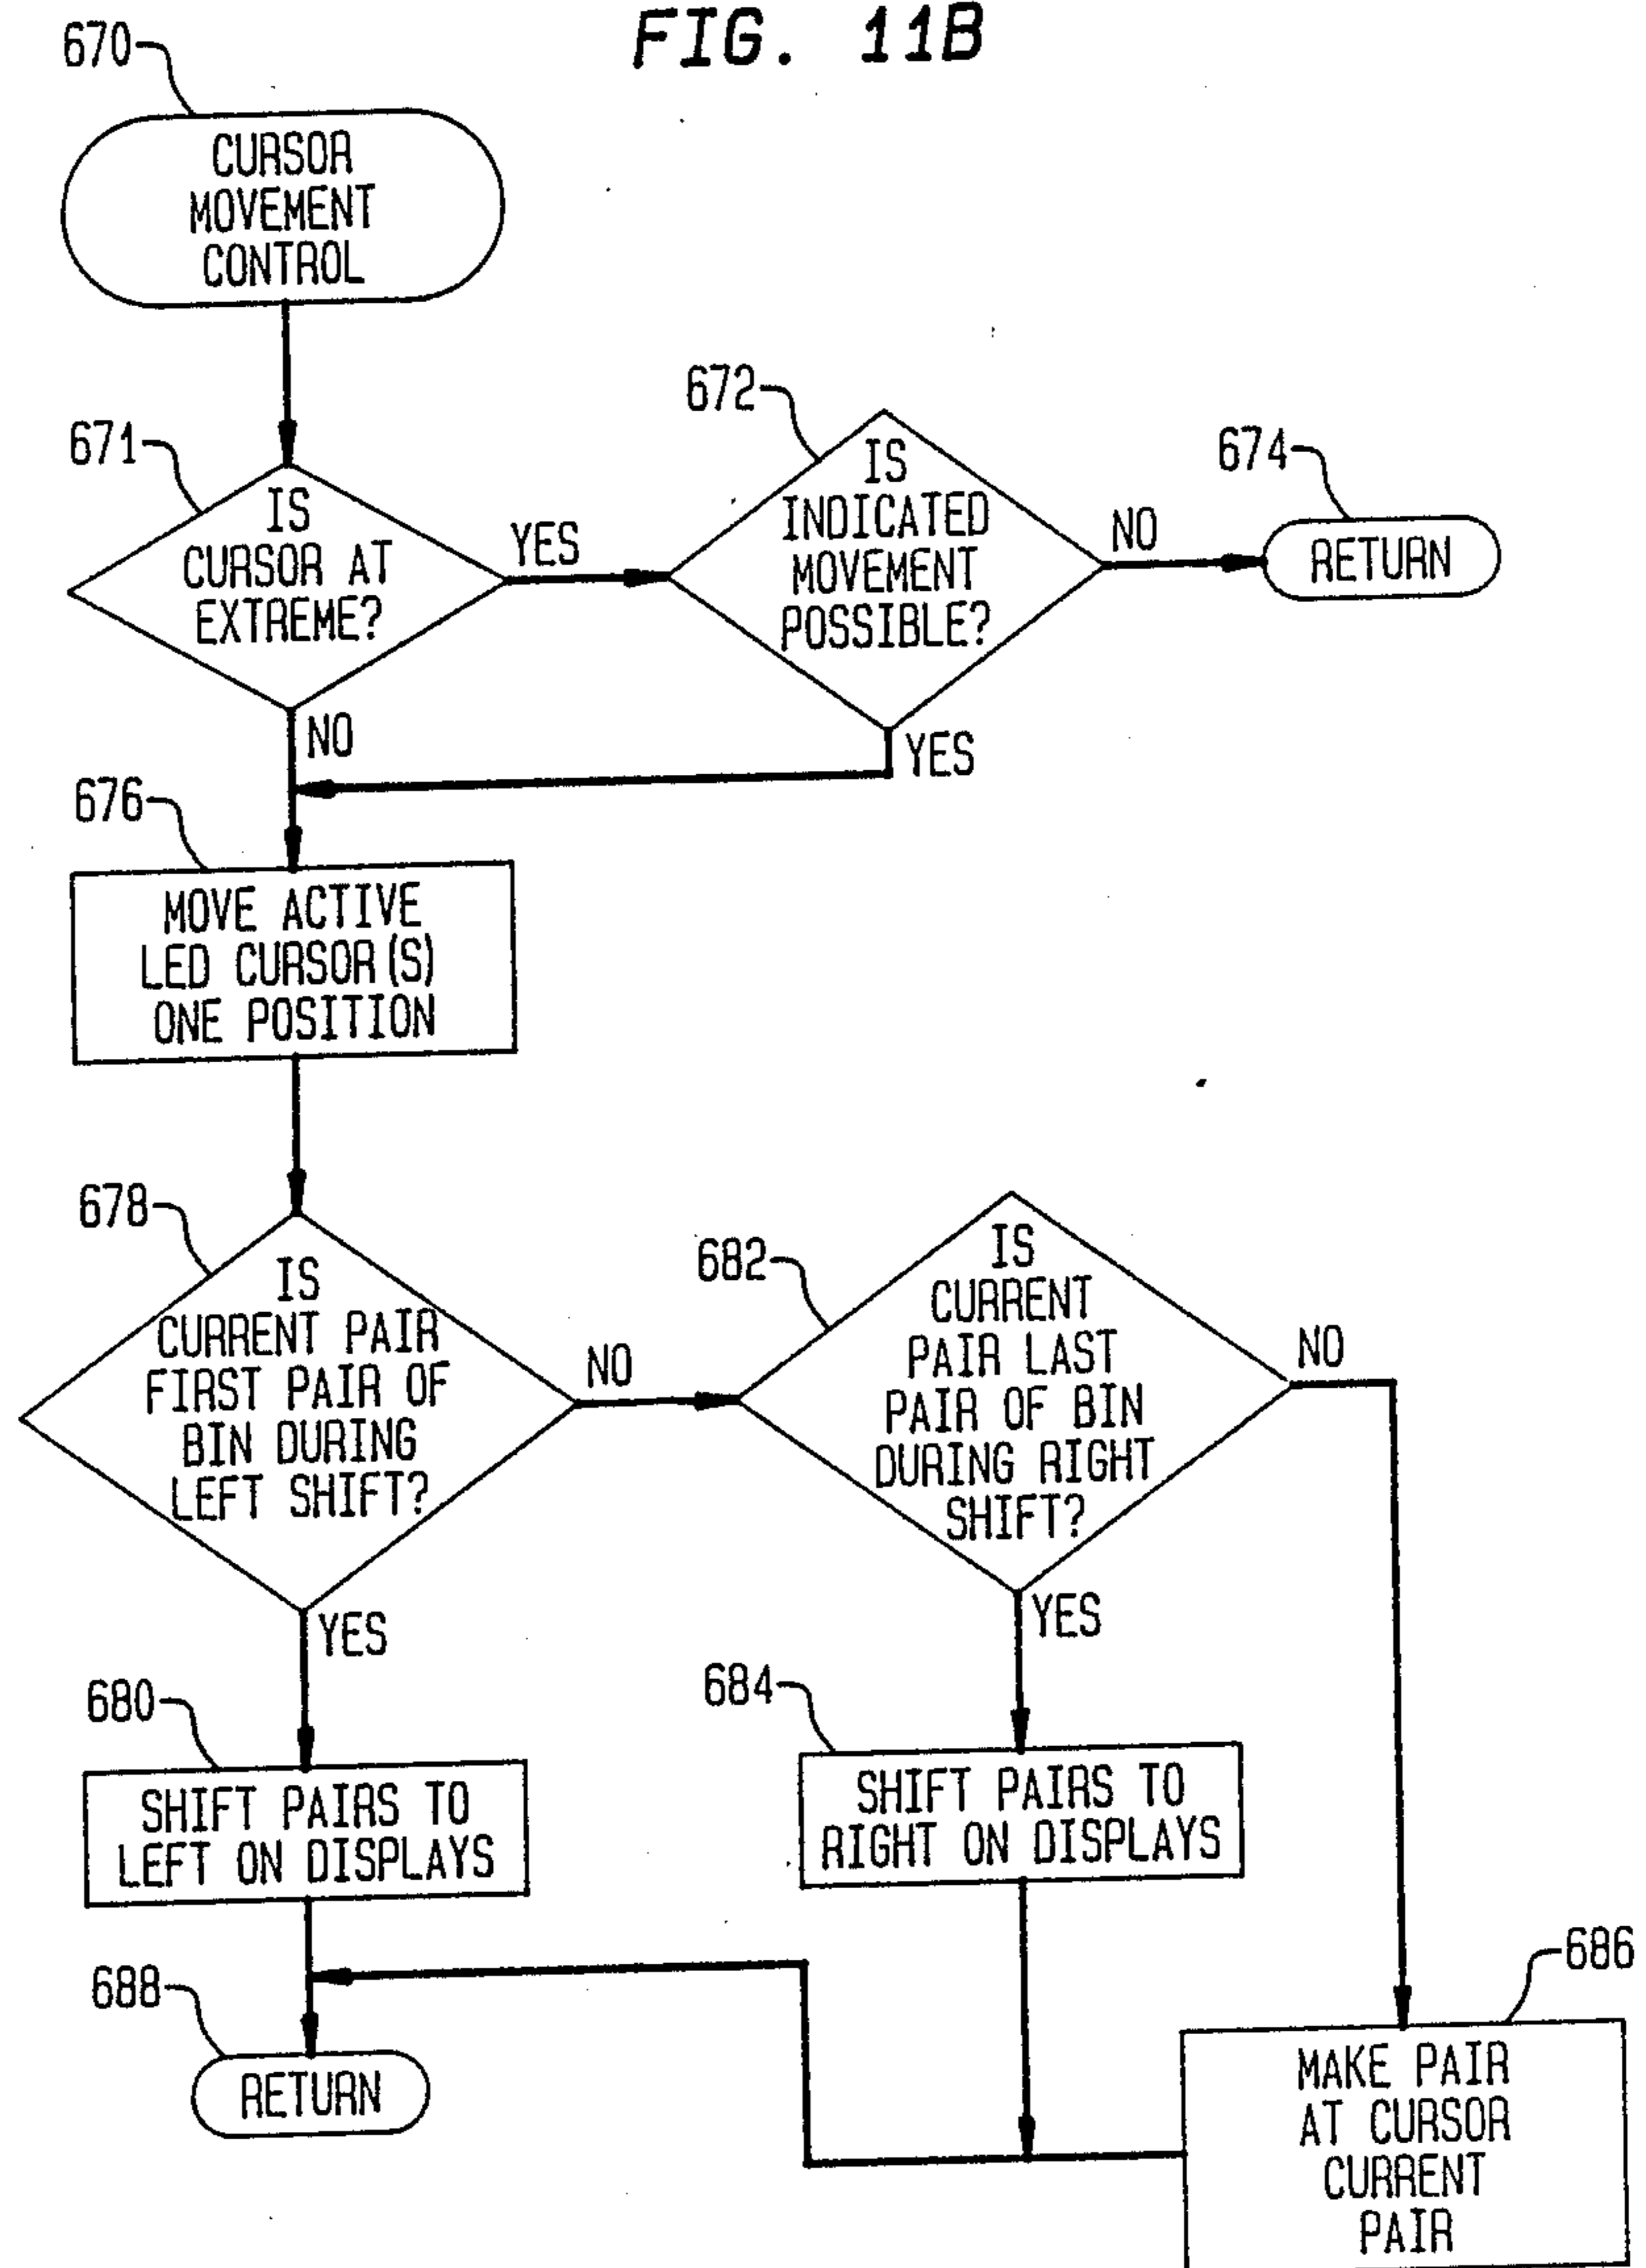 FIG. 11B
670
CURSOR
MOVEMENT
CONTROL
671
IS
CURSOR AT
EXTREME?
YES
NO
672
IS
INDICATED
MOVEMENT
POSSIBLE?
NO
YES
674
RETURN
676
MOVE ACTIVE
LED CURSOR(S)
ONE POSITION
678
IS
CURRENT PAIR
FIRST PAIR OF
BIN DURING
LEFT SHIFT?
NO
YES
682
IS
CURRENT
PAIR LAST
PAIR OF BIN
DURING RIGHT
SHIFT?
NO
YES
680
SHIFT PAIRS TO
LEFT ON DISPLAYS
684
SHIFT PAIRS TO
RIGHT ON DISPLAYS
686
MAKE PAIR
AT CURSOR
CURRENT
PAIR
688
RETURN